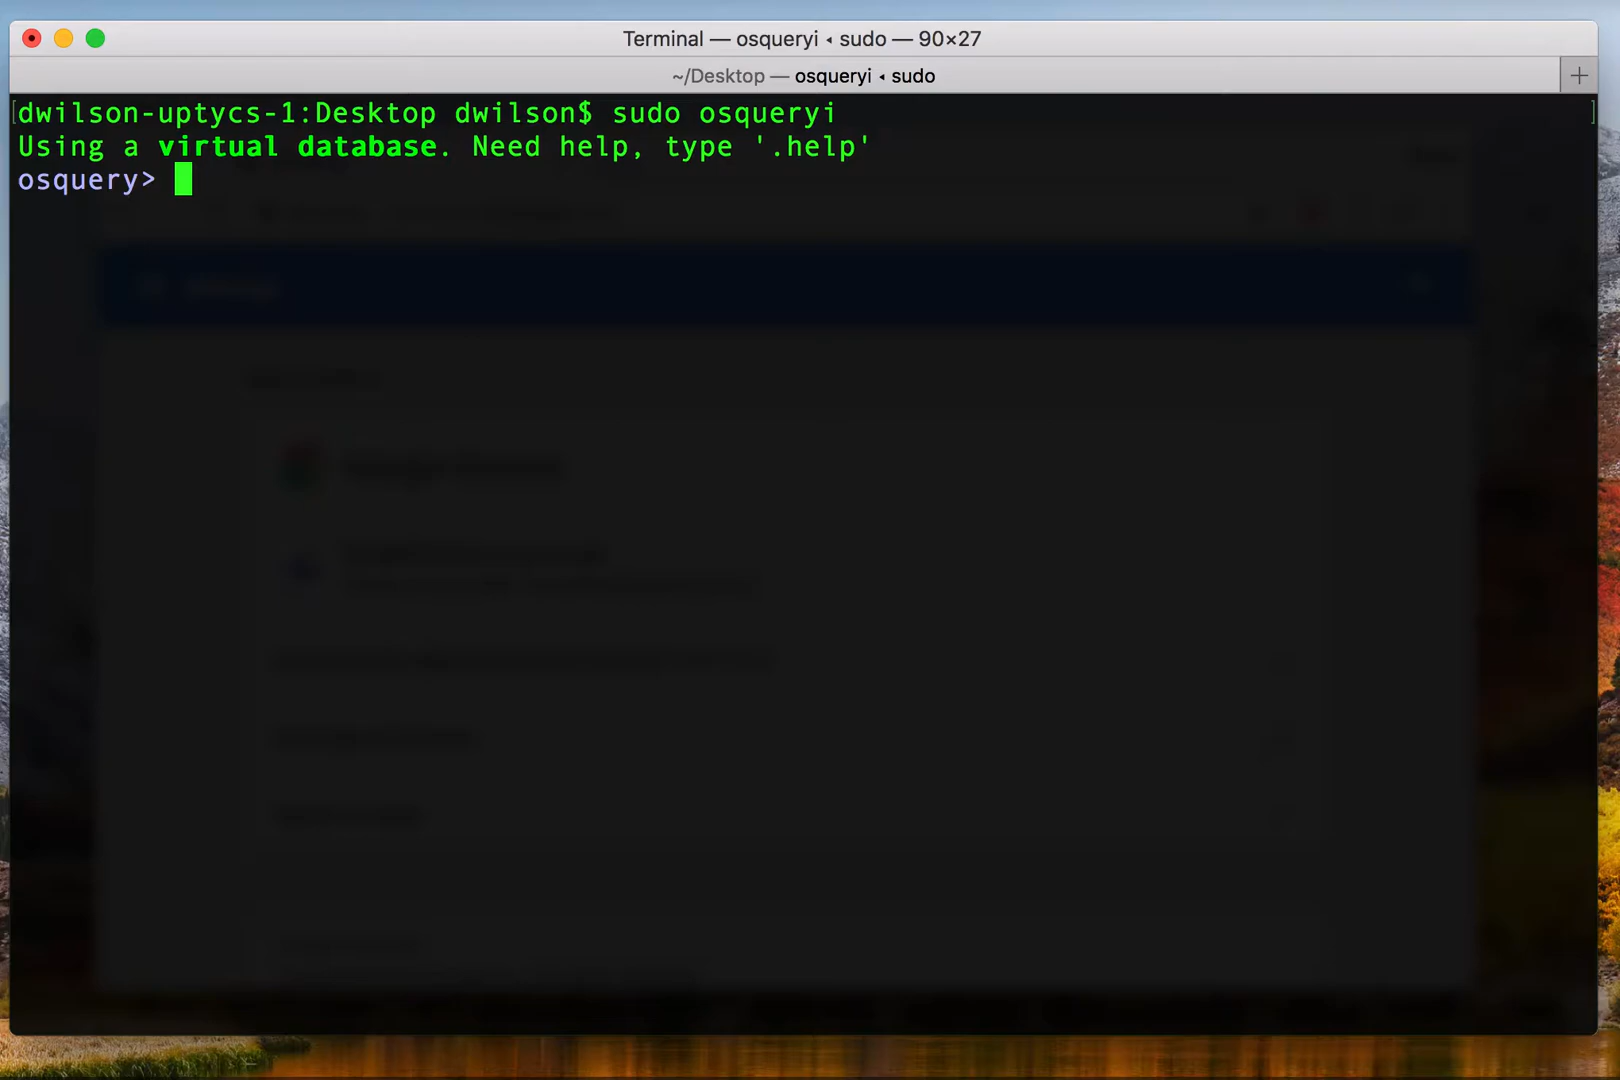 Terminal — osqueryi ◂ sudo — 90×27
~/Desktop — osqueryi ◂ sudo
dwilson-uptycs-1:Desktop dwilson$ sudo osqueryi
Using a virtual database. Need help, type '.help'
osquery>